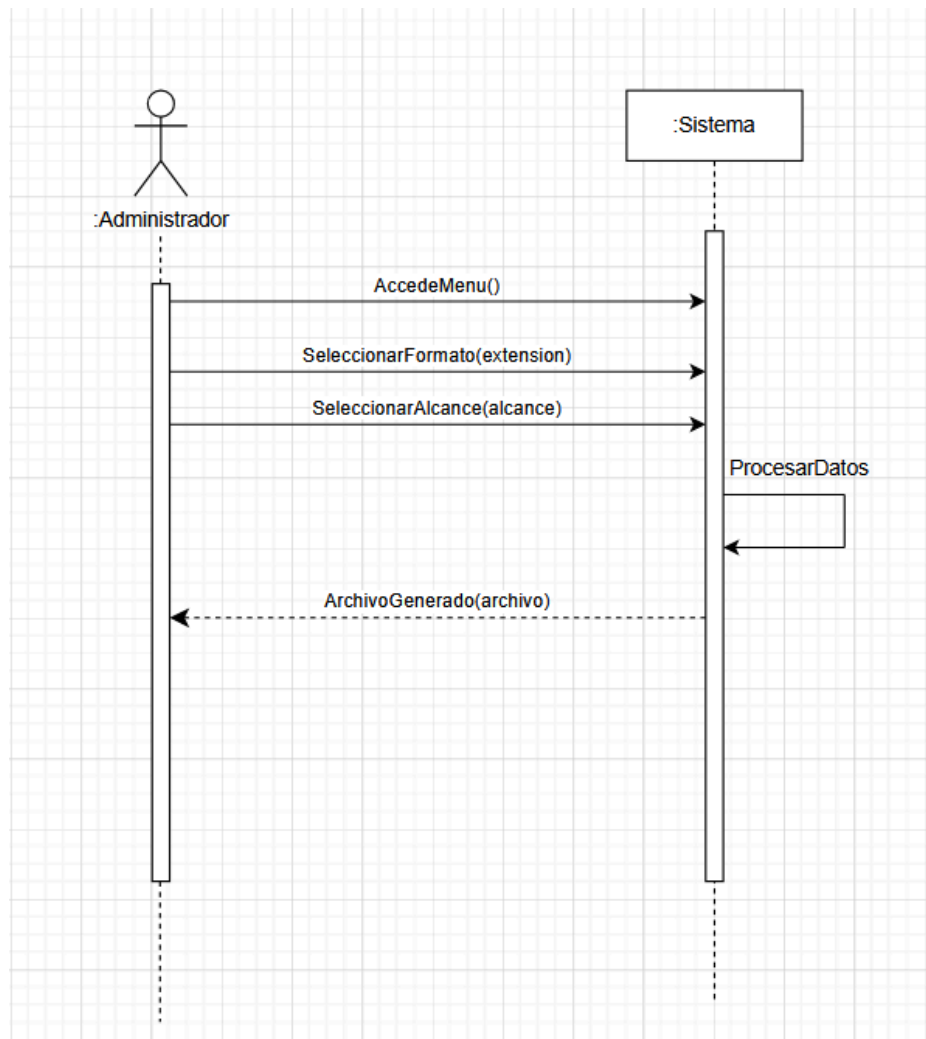 :Sistema
:Administrador
AccedeMenu()
SeleccionarFormato(extension)
SeleccionarAlcance(alcance)
ProcesarDatos
ArchivoGenerado(archivo)